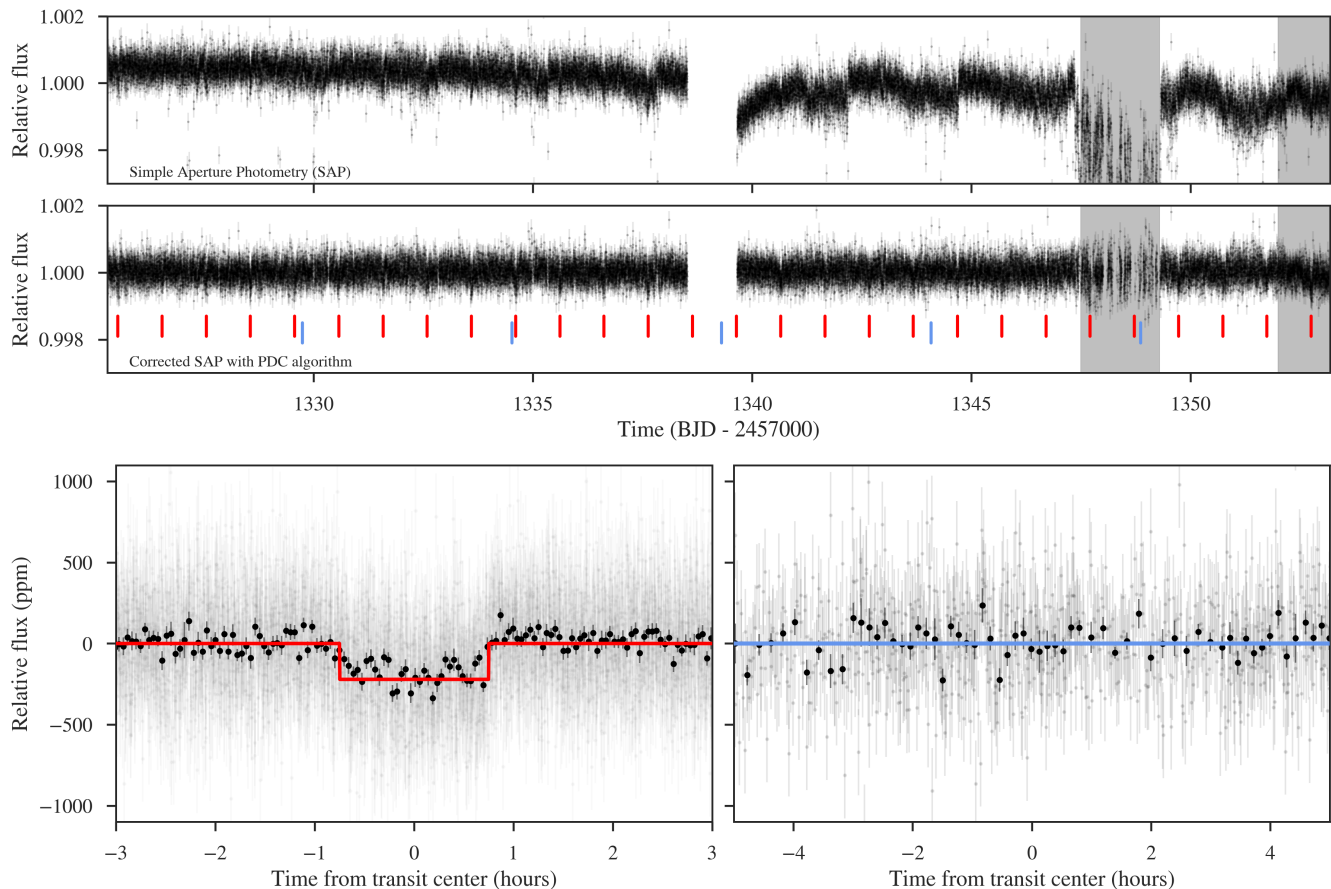 1.002
1.000
0.998
Relative flux
Simple Aperture Photometry (SAP)
1.002
1.000
0.998
Relative flux
Corrected SAP with PDC algorithm
1330 1335 1340 1345 1350
Time (BJD - 2457000)
1000
500
0
−500
−1000
Relative flux (ppm)
−3 −2 −1 0 1 2 3
Time from transit center (hours)
−4 −2 0 2 4
Time from transit center (hours)